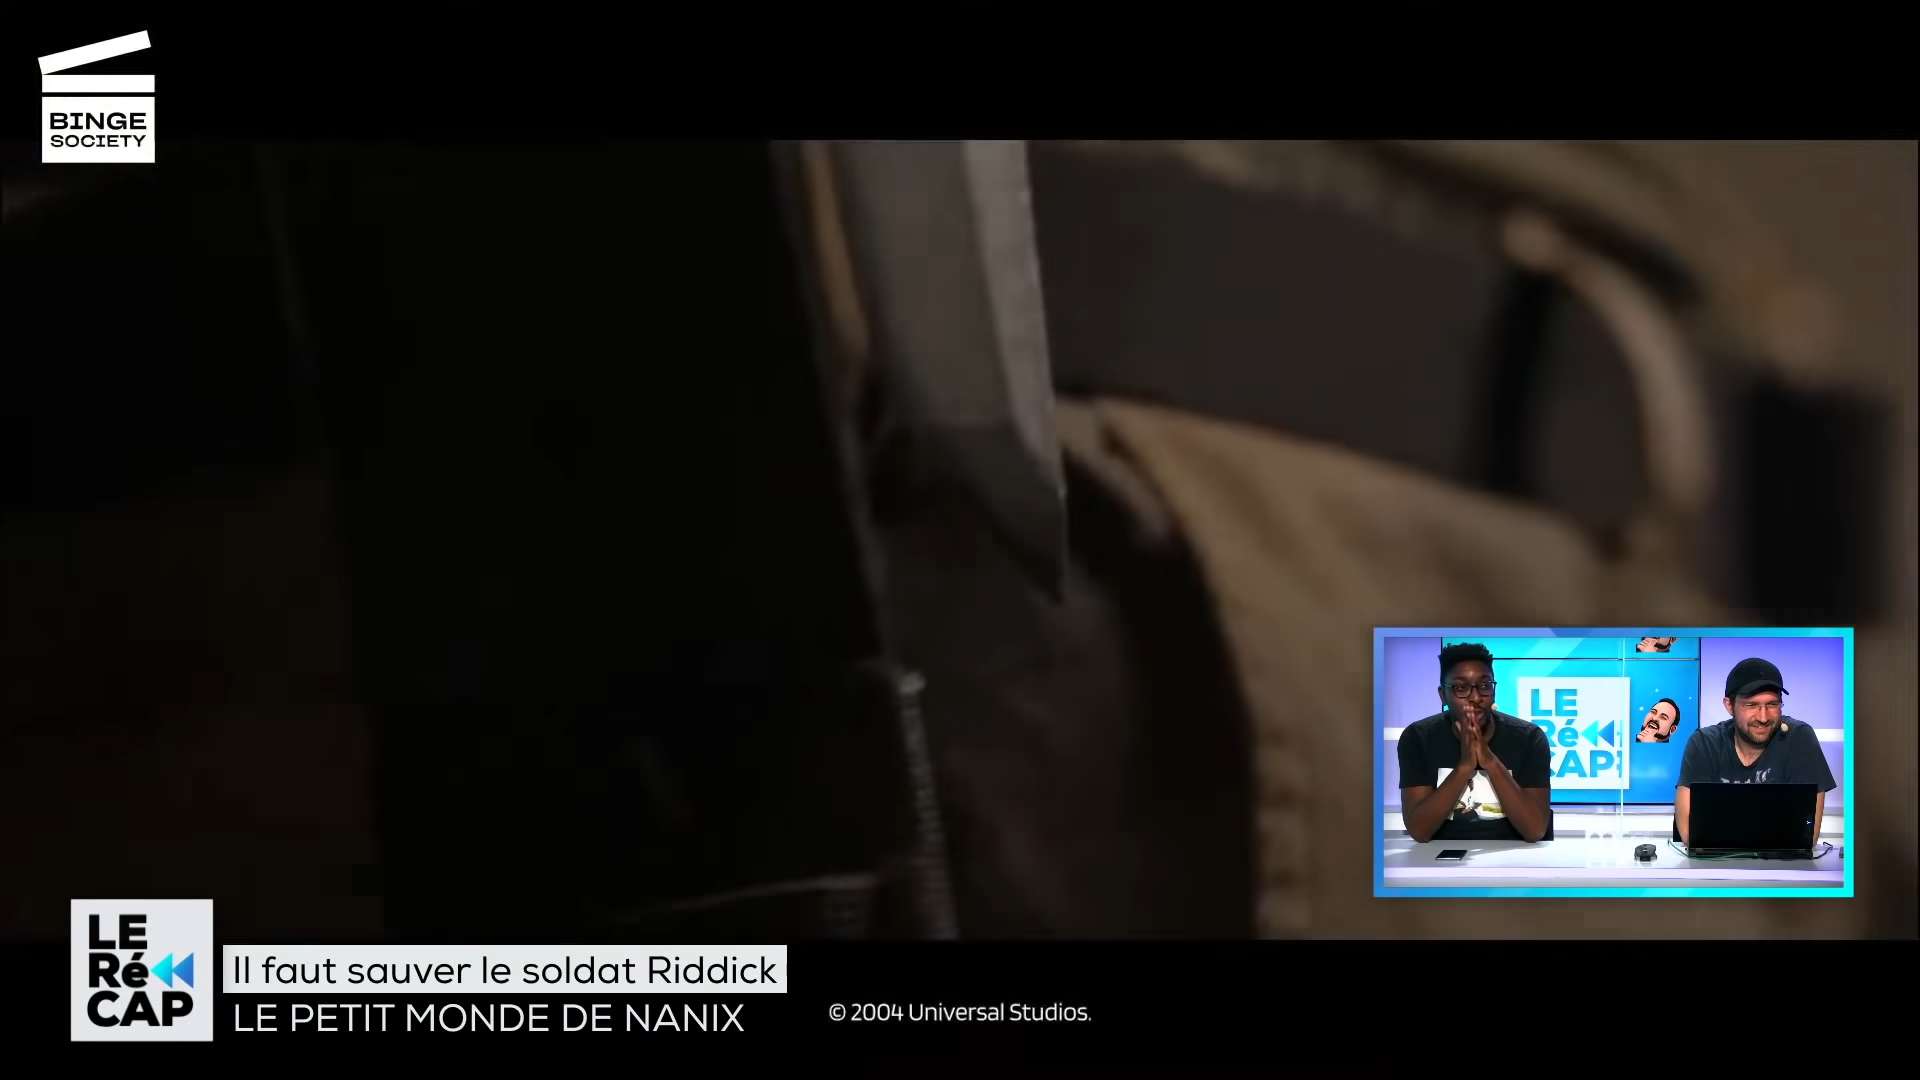 BINGE
SOCIETY
LE
Ré
CAP
LE
Ré
CAP
Il faut sauver le soldat Riddick
LE PETIT MONDE DE NANIX
© 2004 Universal Studios.